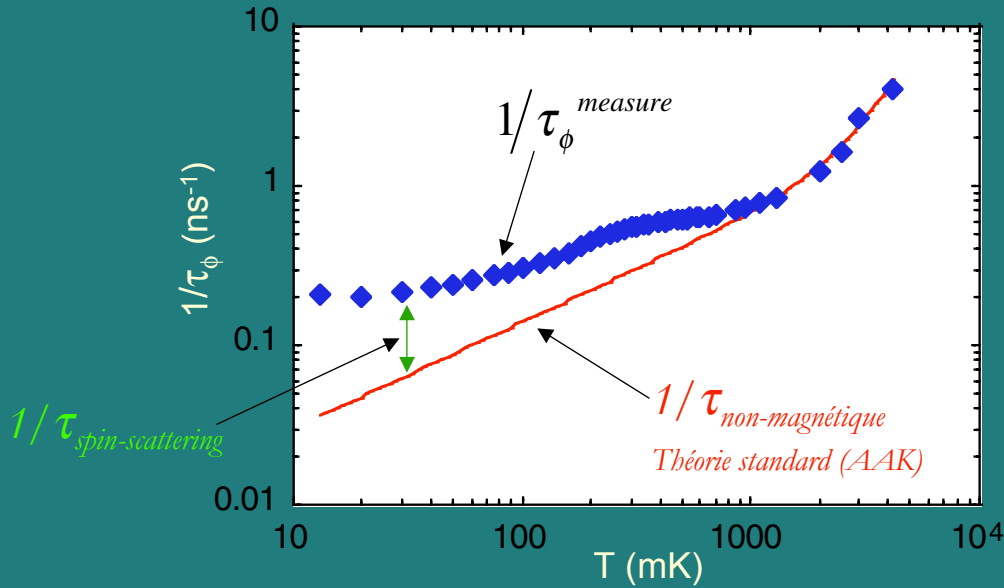 10
1
0.1
0.01
1/τϕ (ns-1)
1/τϕ measure
1/τspin-scattering
1/τnon-magnétique
Théorie standard (AAK)
10 100 1000 10⁴
T (mK)